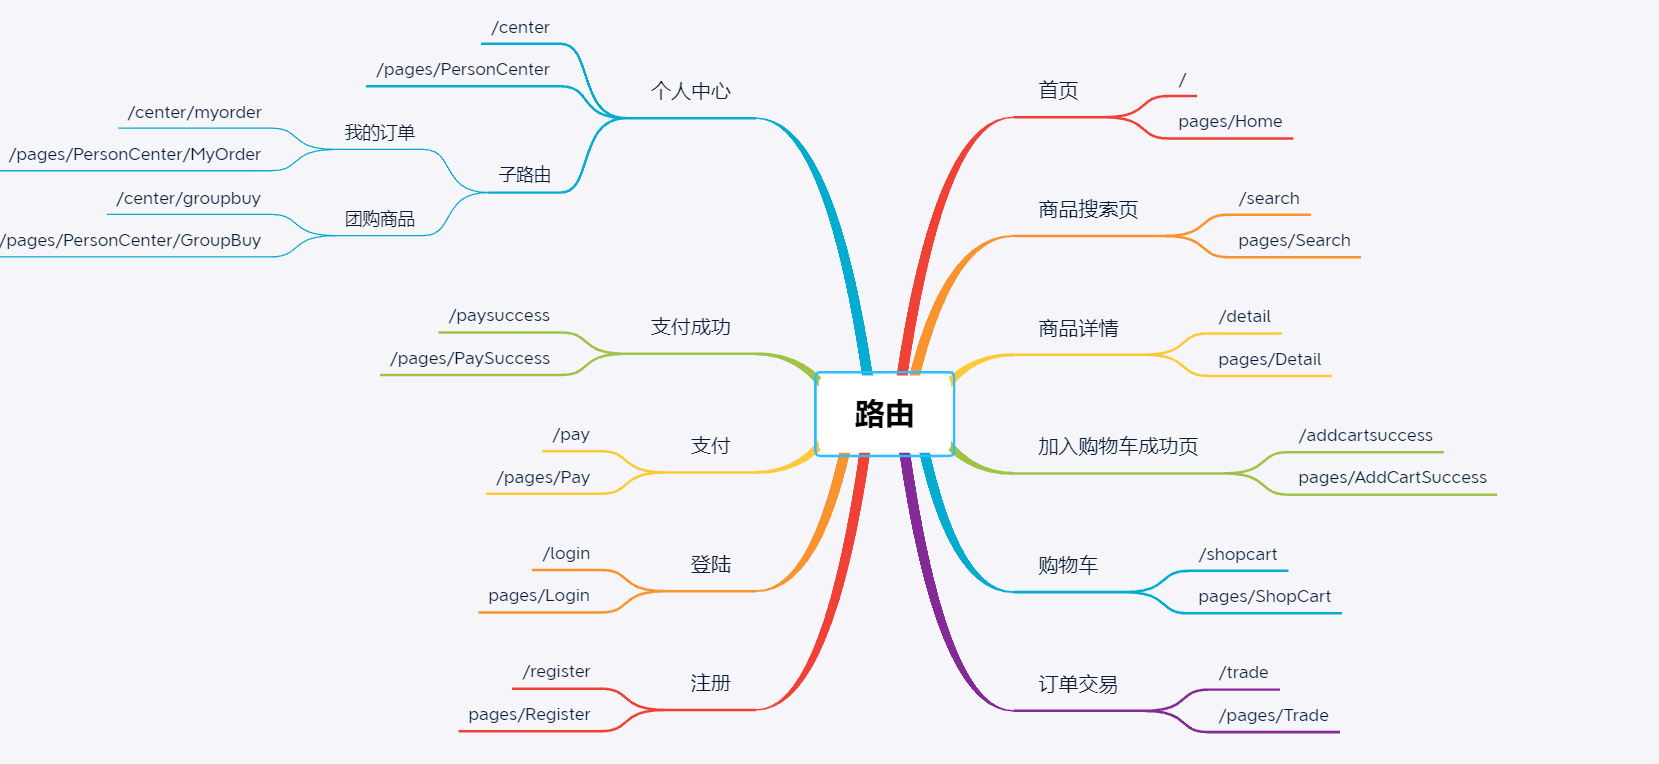 路由
首页
/
pages/Home
商品搜索页
/search
pages/Search
商品详情
/detail
pages/Detail
加入购物车成功页
/addcartsuccess
pages/AddCartSuccess
购物车
/shopcart
pages/ShopCart
订单交易
/trade
/pages/Trade
个人中心
/center
/pages/PersonCenter
子路由
我的订单
/center/myorder
/pages/PersonCenter/MyOrder
团购商品
/center/groupbuy
/pages/PersonCenter/GroupBuy
支付成功
/paysuccess
/pages/PaySuccess
支付
/pay
/pages/Pay
登陆
/login
pages/Login
注册
/register
pages/Register